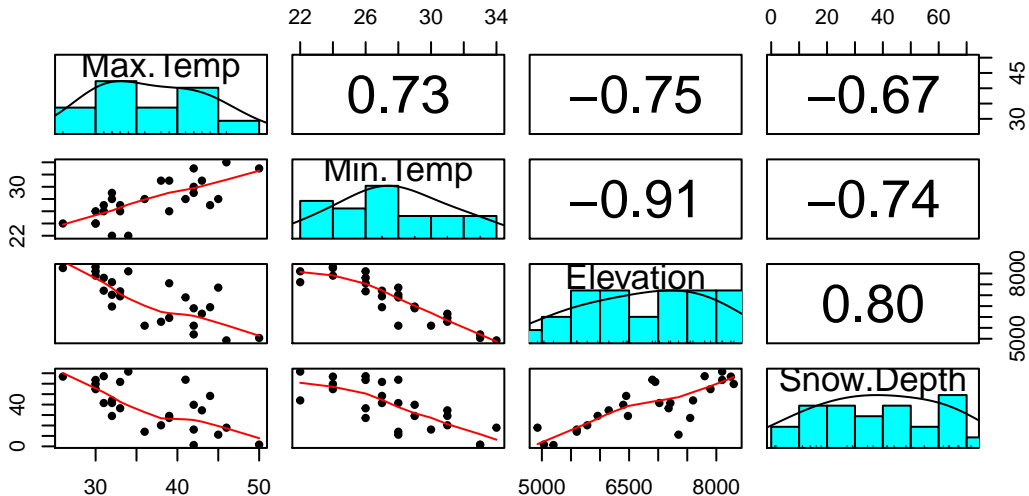 22 26 30 34 0 20 40 60
Max.Temp 0.73 −0.75 −0.67 30 45
22 30 Min.Temp −0.91 −0.74
Elevation 0.80 5000 8000
0 40 Snow.Depth
30 40 50 5000 6500 8000